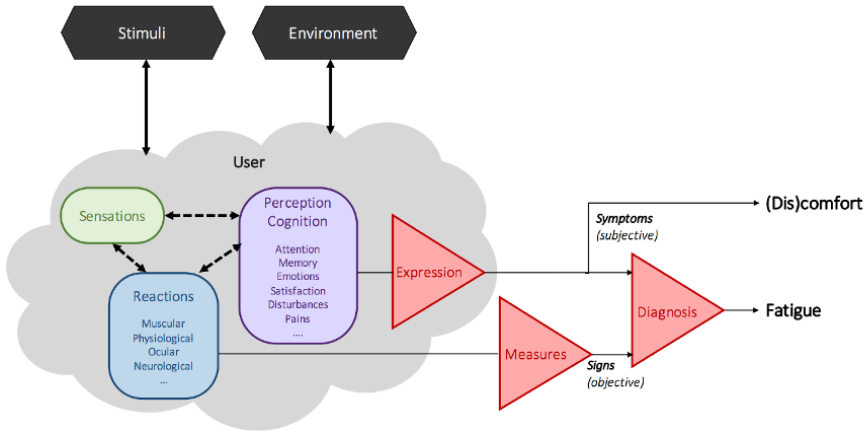 Stimuli
Environment
User
Sensations
Perception
Cognition
Attention
Memory
Emotions
Satisfaction
Disturbances
Pains
....
Reactions
Muscular
Physiological
Ocular
Neurological
...
Expression
Measures
Symptoms
(subjective)
Signs
(objective)
Diagnosis
(Dis)comfort
Fatigue